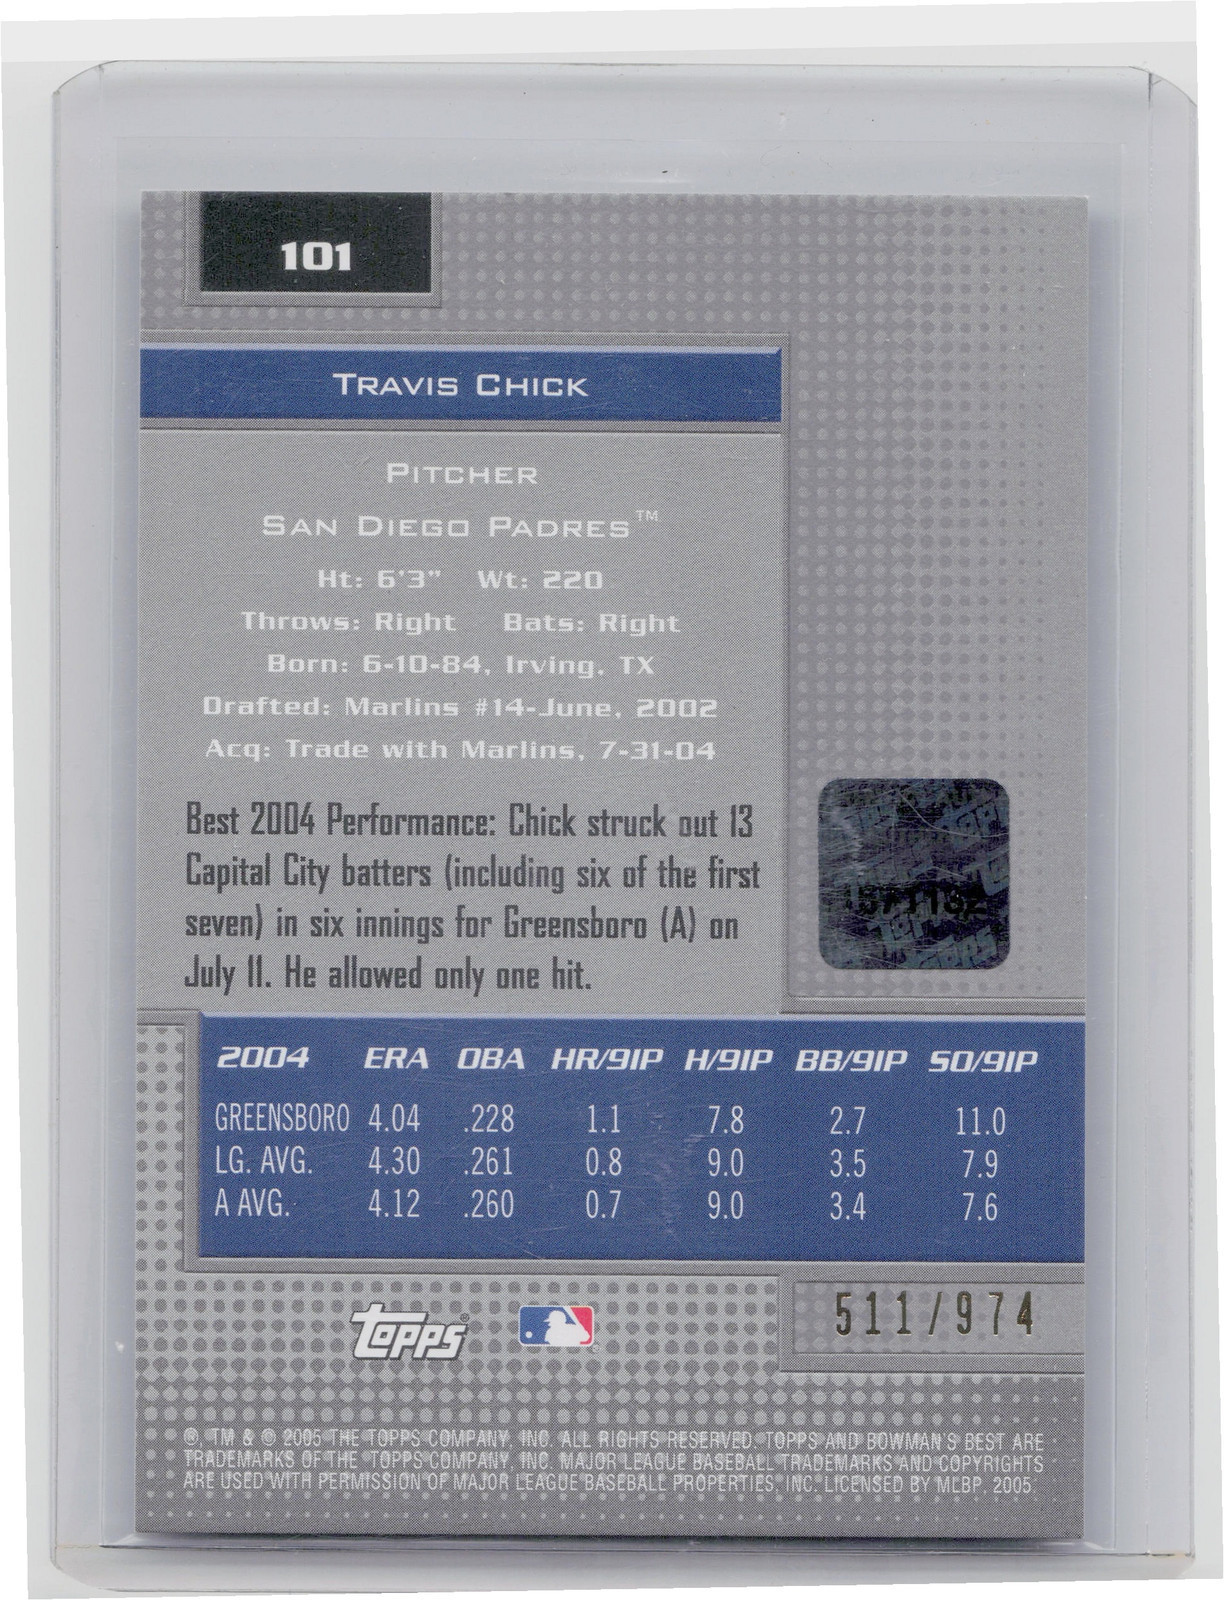 101
TRAVIS CHICK
PITCHER
SAN DIEGO PADRES™
Ht: 6'3" Wt: 220
Throws: Right Bats: Right
Born: 6-10-84, Irving, TX
Drafted: Marlins #14-June, 2002
Acq: Trade with Marlins, 7-31-04
Best 2004 Performance: Chick struck out 13
Capital City batters (including six of the first
seven) in six innings for Greensboro (A) on
July 11. He allowed only one hit.
2004 ERA OBA HR/9IP H/9IP BB/9IP SO/9IP
GREENSBORO 4.04 .228 1.1 7.8 2.7 11.0
LG. AVG. 4.30 .261 0.8 9.0 3.5 7.9
A AVG. 4.12 .260 0.7 9.0 3.4 7.6
511/974
Topps®
®, TM & © 2005 THE TOPPS COMPANY, INC. ALL RIGHTS RESERVED. TOPPS AND BOWMAN'S BEST ARE
TRADEMARKS OF THE TOPPS COMPANY, INC. MAJOR LEAGUE BASEBALL TRADEMARKS AND COPYRIGHTS
ARE USED WITH PERMISSION OF MAJOR LEAGUE BASEBALL PROPERTIES, INC. LICENSED BY MLBP, 2005.